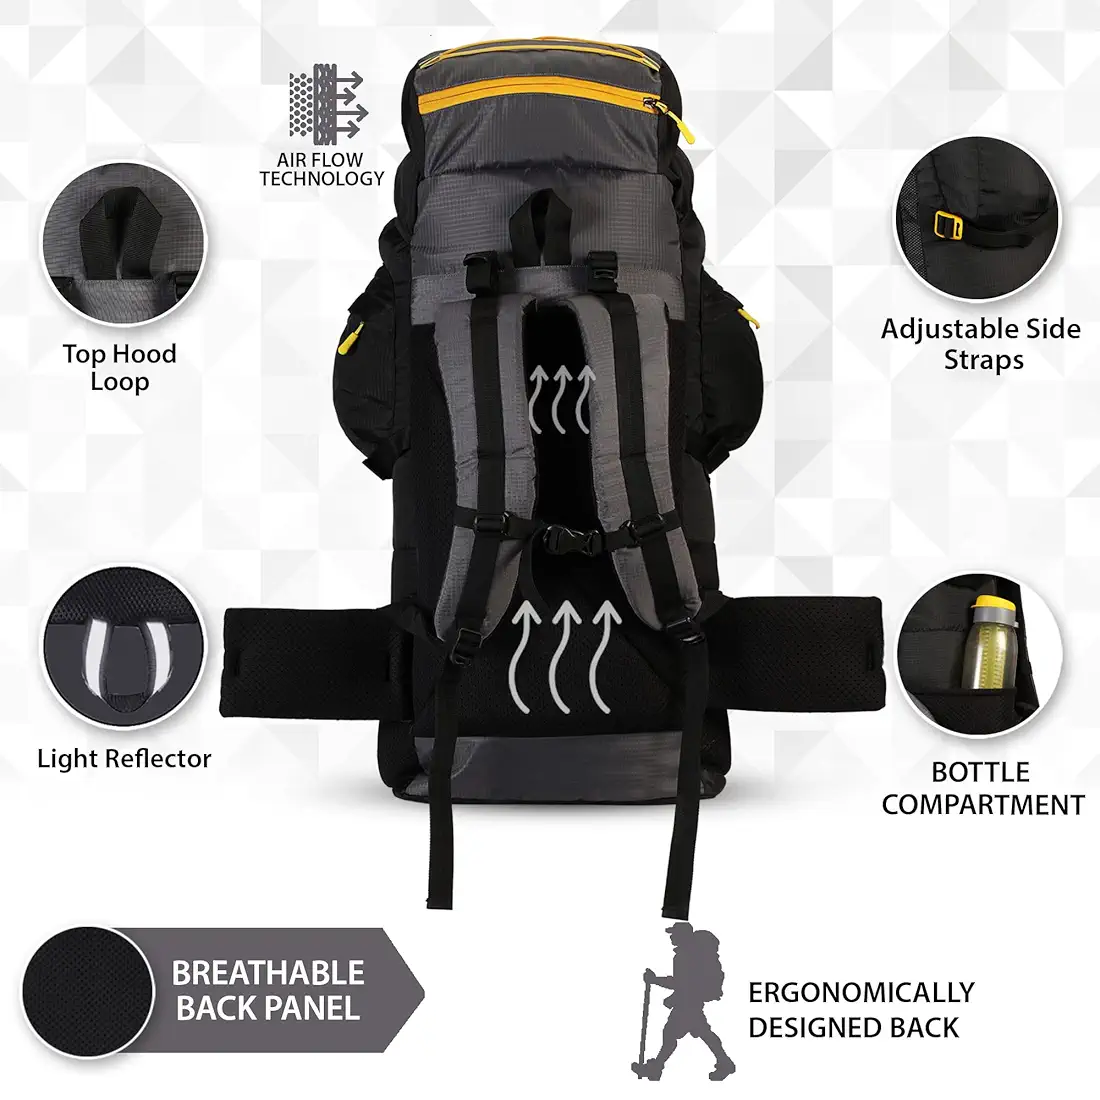 AIR FLOW
TECHNOLOGY
Top Hood
Loop
Adjustable Side
Straps
Light Reflector
BOTTLE
COMPARTMENT
BREATHABLE
BACK PANEL
ERGONOMICALLY
DESIGNED BACK